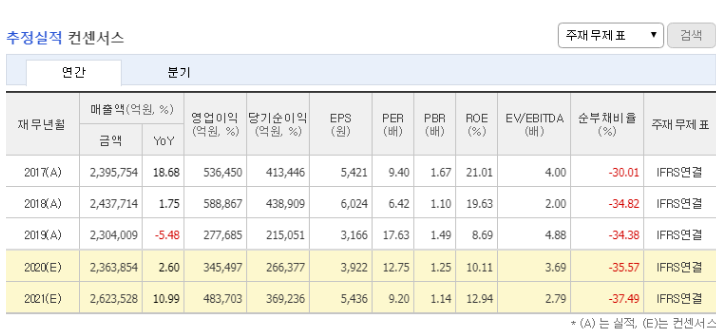 추정실적 컨센서스
주재무제표 ▼ 검색
연간 분기
재무년월 매출액(억원, %) 영업이익 (억원, %) 당기순이익 (억원, %) EPS (원) PER (배) PBR (배) ROE (%) EV/EBITDA (배) 순부채비율 (%) 주재무제표
금액 YoY
2017(A) 2,395,754 18.68 536,450 413,446 5,421 9.40 1.67 21.01 4.00 -30.01 IFRS연결
2018(A) 2,437,714 1.75 588,867 438,909 6,024 6.42 1.10 19.63 2.00 -34.82 IFRS연결
2019(A) 2,304,009 -5.48 277,685 215,051 3,166 17.63 1.49 8.69 4.88 -34.38 IFRS연결
2020(E) 2,363,854 2.60 345,497 266,377 3,922 12.75 1.25 10.11 3.69 -35.57 IFRS연결
2021(E) 2,623,528 10.99 483,703 369,236 5,436 9.20 1.14 12.94 2.79 -37.49 IFRS연결
* (A) 는 실적, (E)는 컨센서스